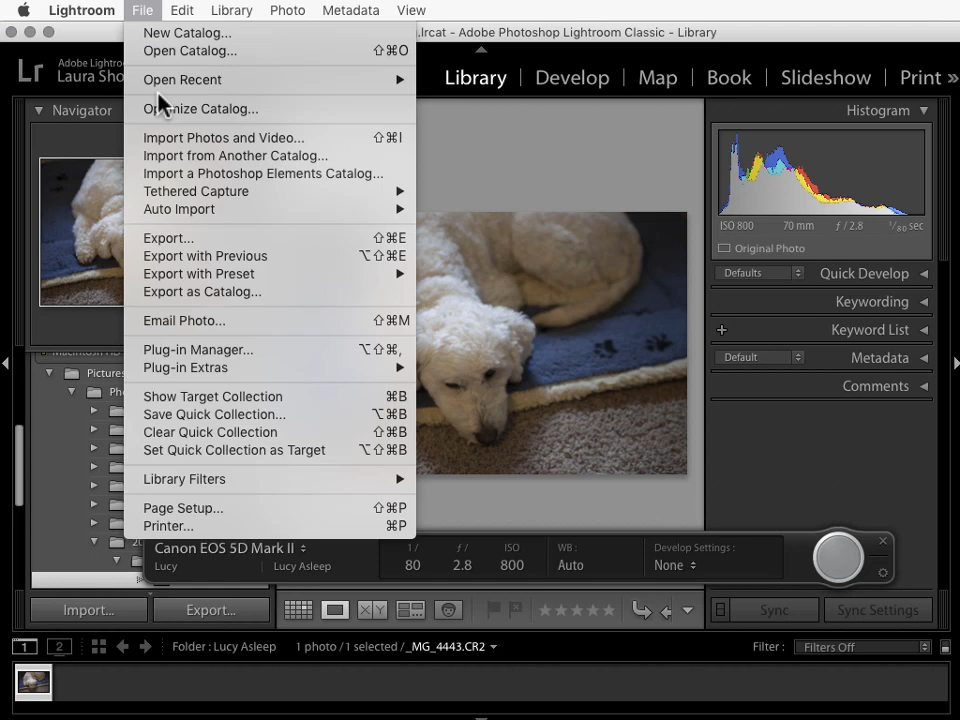 Lightroom File Edit Library Photo Metadata View
.lrcat - Adobe Photoshop Lightroom Classic - Library
Lr Adobe Lightro
Laura Sho
Library | Develop | Map | Book | Slideshow | Print »
New Catalog...
Open Catalog... ⇧⌘O
Open Recent
Optimize Catalog...
Import Photos and Video... ⇧⌘I
Import from Another Catalog...
Import a Photoshop Elements Catalog...
Tethered Capture
Auto Import
Export... ⇧⌘E
Export with Previous ⌥⇧⌘E
Export with Preset
Export as Catalog...
Email Photo... ⇧⌘M
Plug-in Manager... ⌥⇧⌘,
Plug-in Extras
Show Target Collection ⌘B
Save Quick Collection... ⌥⌘B
Clear Quick Collection ⇧⌘B
Set Quick Collection as Target ⌥⇧⌘B
Library Filters
Page Setup... ⇧⌘P
Printer... ⌘P
Navigator
Pictures
Ph
20
Histogram
ISO 800 70 mm ƒ / 2.8 1/80 sec
Original Photo
Defaults Quick Develop
Keywording
+ Keyword List
Default Metadata
Comments
Canon EOS 5D Mark II
Lucy Lucy Asleep
1 / ƒ / ISO WB : Develop Settings :
80 2.8 800 Auto None
Import... Export...
X Y
Sync Sync Settings
1 2 Folder : Lucy Asleep 1 photo / 1 selected / _MG_4443.CR2
Filter : Filters Off